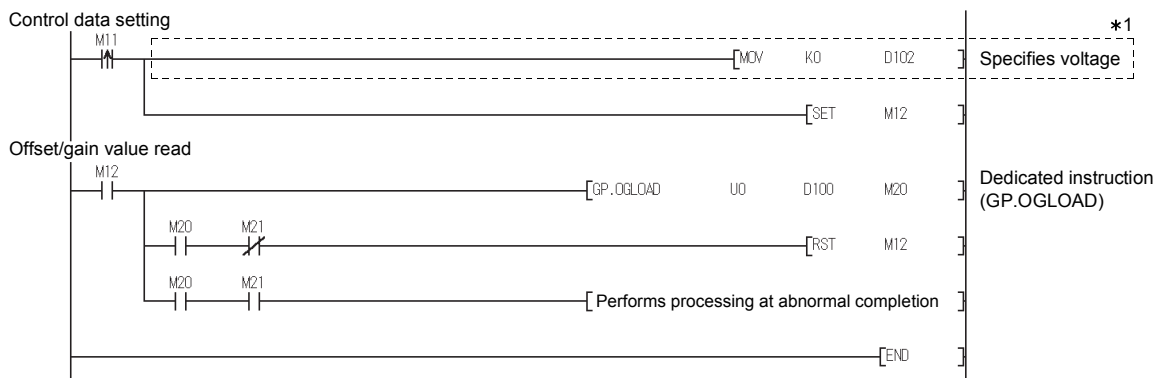 Control data setting
*1
M11
MOV K0 D102 Specifies voltage
SET M12
Offset/gain value read
M12
GP.OGLOAD U0 D100 M20
Dedicated instruction
(GP.OGLOAD)
M20 M21
RST M12
M20 M21
Performs processing at abnormal completion
END